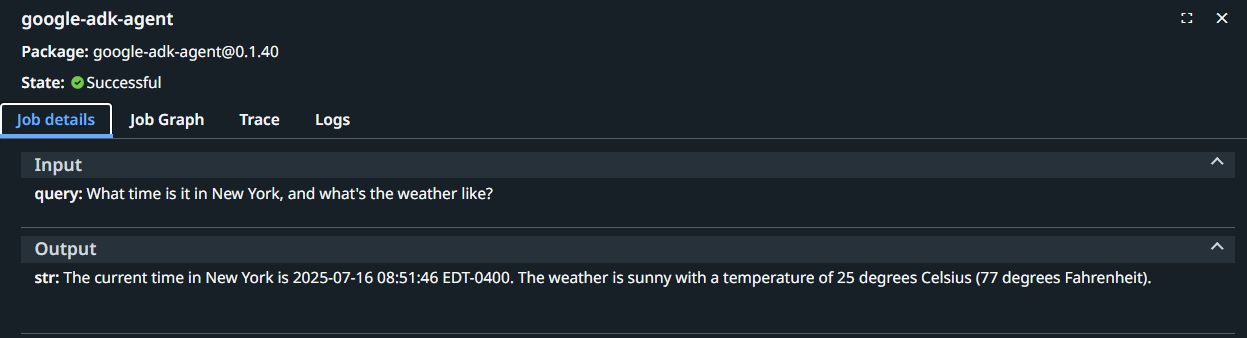 google-adk-agent
Package: google-adk-agent@0.1.40
State: Successful
Job details Job Graph Trace Logs
Input
query: What time is it in New York, and what's the weather like?
Output
str: The current time in New York is 2025-07-16 08:51:46 EDT-0400. The weather is sunny with a temperature of 25 degrees Celsius (77 degrees Fahrenheit).